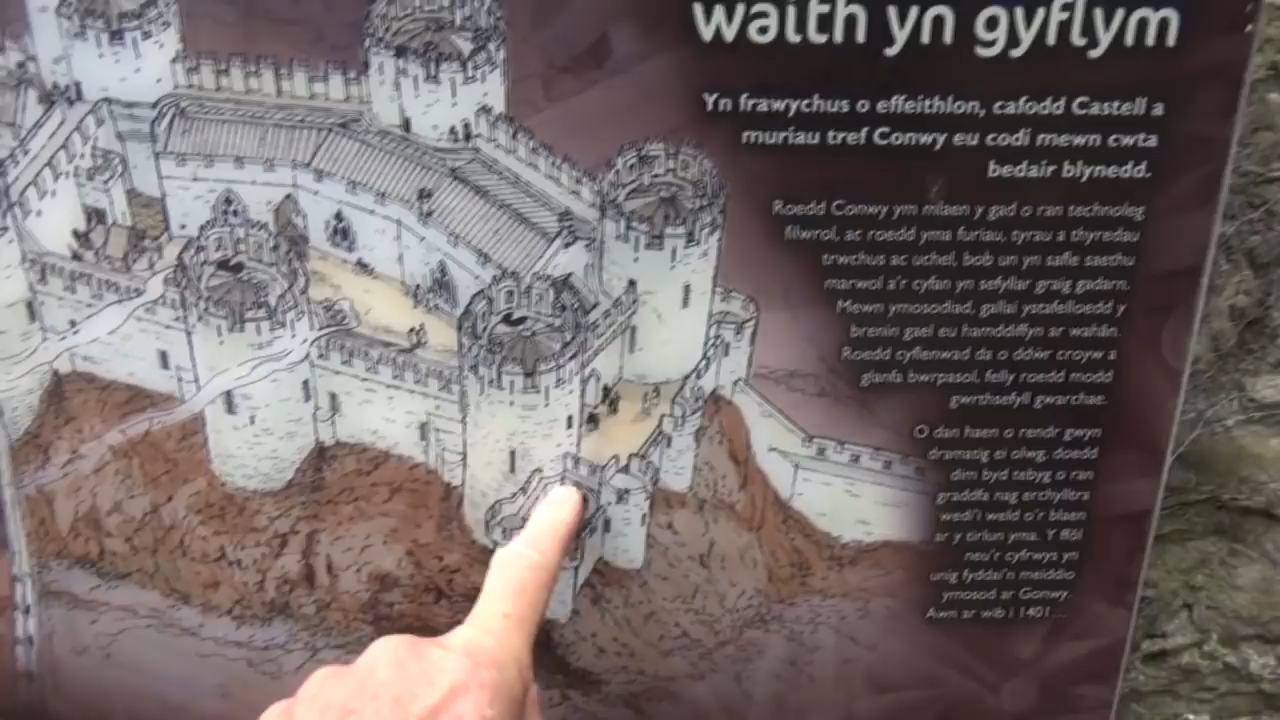 waith yn gyflym
Yn frawychus o effeithlon, cafodd Castell a
muriau tref Conwy eu codi mewn cwta
bedair blynedd.
Roedd Conwy ym mlaen y gad o ran technoleg
filwrol, ac roedd yma furiau, tyrau a thyredau
trwchus ac uchel, bob un yn safle saethu
marwol a'r cyfan yn sefyllar graig gadarn.
Mewn ymosodiad, gallai ystafelloedd y
brenin gael eu hamddiffyn ar wahân.
Roedd cyflenwad da o ddŵr croyw a
glanfa bwrpasol, felly roedd modd
gwrthsefyll gwarchae.
O dan haen o rendr gwyn
dramatig ei olwg, doedd
dim byd tebyg o ran
graddfa nag erchylltra
wedi'i weld o'r blaen
ar y tirlun yma. Y ffôl
neu'r cyfrwys yn
unig fyddai'n meiddio
ymosod ar Gonwy.
Awn ar wib i 1401...